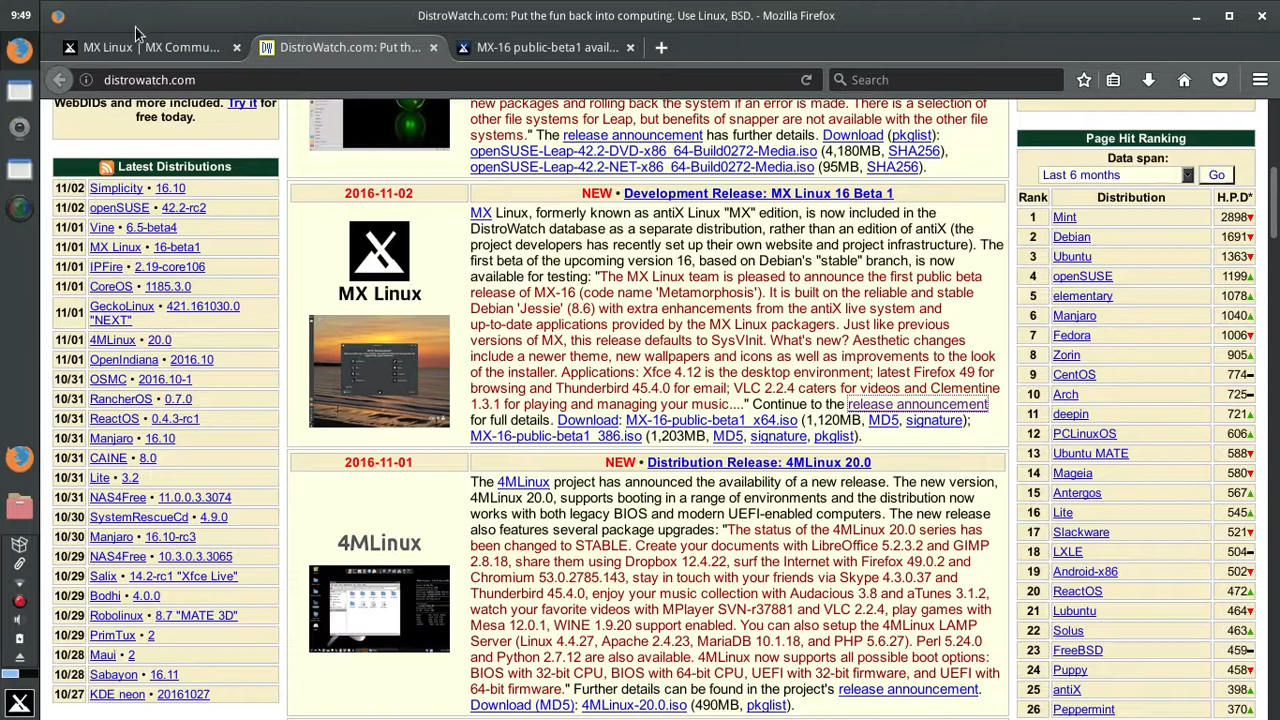 9:49
DistroWatch.com: Put the fun back into computing. Use Linux, BSD. - Mozilla Firefox
MX Linux | MX Commu...
DistroWatch.com: Put th...
MX-16 public-beta1 avail...
distrowatch.com
Search
WebDIDs and more included. Try it for
free today.
Latest Distributions
11/02 Simplicity • 16.10
11/02 openSUSE • 42.2-rc2
11/01 Vine • 6.5-beta4
11/01 MX Linux • 16-beta1
11/01 IPFire • 2.19-core106
11/01 CoreOS • 1185.3.0
11/01 GeckoLinux • 421.161030.0
"NEXT"
11/01 4MLinux • 20.0
10/31 OpenIndiana • 2016.10
10/31 OSMC • 2016.10-1
10/31 RancherOS • 0.7.0
10/31 ReactOS • 0.4.3-rc1
10/31 Manjaro • 16.10
10/31 CAINE • 8.0
10/31 Lite • 3.2
10/31 NAS4Free • 11.0.0.3.3074
10/30 SystemRescueCd • 4.9.0
10/30 Manjaro • 16.10-rc3
10/29 NAS4Free • 10.3.0.3.3065
10/29 Salix • 14.2-rc1 "Xfce Live"
10/29 Bodhi • 4.0.0
10/29 Robolinux • 8.7 "MATE 3D"
10/29 PrimTux • 2
10/28 Maui • 2
10/28 Sabayon • 16.11
10/27 KDE neon • 20161027
new packages and rolling back the system if an error is made. There is a selection of
other file systems for Leap, but benefits of snapper are not available with the other file
systems." The release announcement has further details. Download (pkglist):
openSUSE-Leap-42.2-DVD-x86_64-Build0272-Media.iso (4,180MB, SHA256),
openSUSE-Leap-42.2-NET-x86_64-Build0272-Media.iso (95MB, SHA256)
2016-11-02
NEW • Development Release: MX Linux 16 Beta 1
MX Linux
MX Linux, formerly known as antiX Linux "MX" edition, is now included in the
DistroWatch database as a separate distribution, rather than an edition of antiX (the
project developers has recently set up their own website and project infrastructure). The
first beta of the upcoming version 16, based on Debian's "stable" branch, is now
available for testing: "The MX Linux team is pleased to announce the first public beta
release of MX-16 (code name 'Metamorphosis'). It is built on the reliable and stable
Debian 'Jessie' (8.6) with extra enhancements from the antiX live system and
up-to-date applications provided by the MX Linux packagers. Just like previous
versions of MX, this release defaults to SysVInit. What's new? Aesthetic changes
include a newer theme, new wallpapers and icons as well as improvements to the look
of the installer. Applications: Xfce 4.12 is the desktop environment; latest Firefox 49 for
browsing and Thunderbird 45.4.0 for email; VLC 2.2.4 caters for videos and Clementine
1.3.1 for playing and managing your music...." Continue to the release announcement
for full details. Download: MX-16-public-beta1_x64.iso (1,120MB, MD5, signature),
MX-16-public-beta1_386.iso (1,203MB, MD5, signature, pkglist).
2016-11-01
NEW • Distribution Release: 4MLinux 20.0
4MLinux
The 4MLinux project has announced the availability of a new release. The new version,
4MLinux 20.0, supports booting in a range of environments and the distribution now
works with both legacy BIOS and modern UEFI-enabled computers. The new release
also features several package upgrades: "The status of the 4MLinux 20.0 series has
been changed to STABLE. Create your documents with LibreOffice 5.2.3.2 and GIMP
2.8.18, share them using Dropbox 12.4.22, surf the Internet with Firefox 49.0.2 and
Chromium 53.0.2785.143, stay in touch with your friends via Skype 4.3.0.37 and
Thunderbird 45.4.0, enjoy your music collection with Audacious 3.8 and aTunes 3.1.2,
watch your favorite videos with MPlayer SVN-r37881 and VLC 2.2.4, play games with
Mesa 12.0.1, WINE 1.9.20 support enabled. You can also setup the 4MLinux LAMP
Server (Linux 4.4.27, Apache 2.4.23, MariaDB 10.1.18 and PHP 5.6.27). Perl 5.24.0
and Python 2.7.12 are also available. 4MLinux now supports all possible boot options:
BIOS with 32-bit CPU, BIOS with 64-bit CPU, UEFI with 32-bit firmware, and UEFI with
64-bit firmware." Further details can be found in the project's release announcement.
Download (MD5): 4MLinux-20.0.iso (490MB, pkglist).
Page Hit Ranking
Data span:
Last 6 months Go
Rank Distribution H.P.D*
1 Mint 2898
2 Debian 1691
3 Ubuntu 1363
4 openSUSE 1199
5 elementary 1078
6 Manjaro 1040
7 Fedora 1006
8 Zorin 905
9 CentOS 774
10 Arch 725
11 deepin 721
12 PCLinuxOS 606
13 Ubuntu MATE 588
14 Mageia 580
15 Antergos 567
16 Lite 545
17 Slackware 521
18 LXLE 504
19 Android-x86 502
20 ReactOS 472
21 Lubuntu 464
22 Solus 463
23 FreeBSD 459
24 Puppy 458
25 antiX 398
26 Peppermint 370